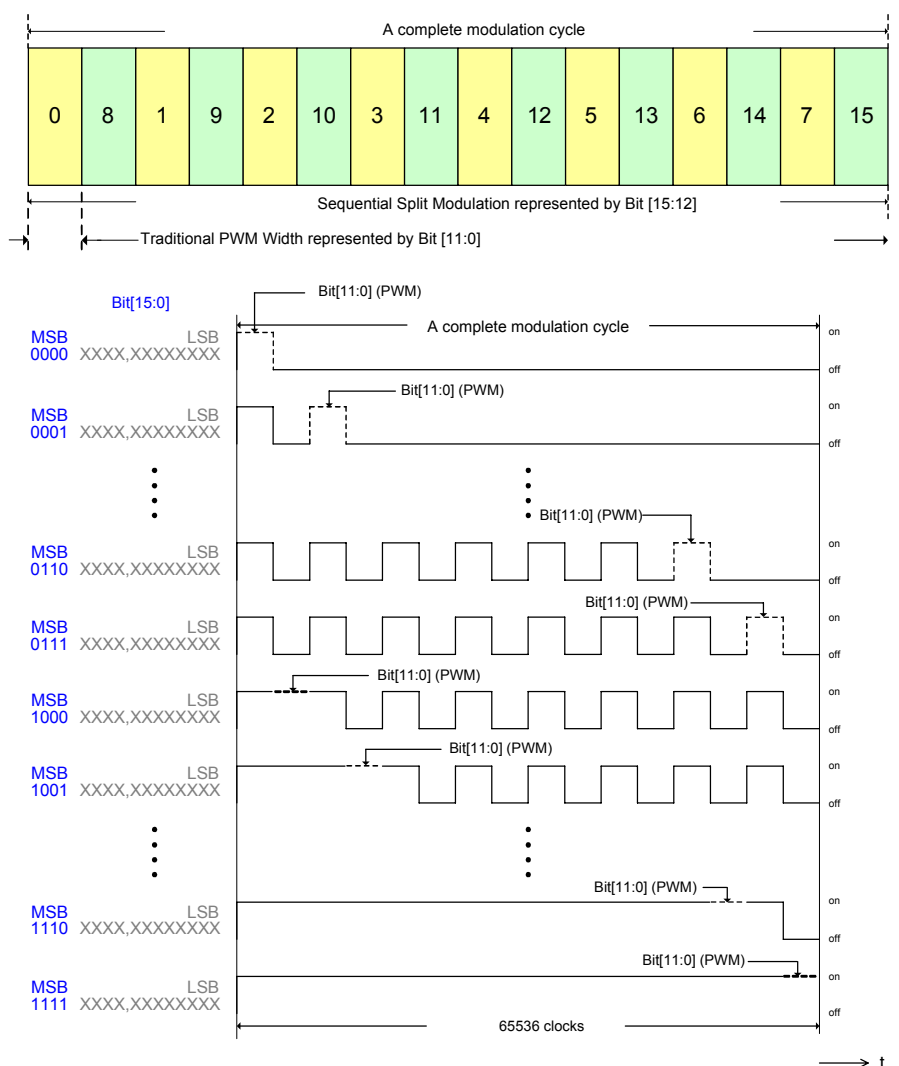 A complete modulation cycle
0 8 1 9 2 10 3 11 4 12 5 13 6 14 7 15
Sequential Split Modulation represented by Bit [15:12]
Traditional PWM Width represented by Bit [11:0]
Bit[15:0]
Bit[11:0] (PWM)
A complete modulation cycle
MSB LSB
0000 XXXX,XXXXXXXX
on
off
Bit[11:0] (PWM)
MSB LSB
0001 XXXX,XXXXXXXX
on
off
Bit[11:0] (PWM)
MSB LSB
0110 XXXX,XXXXXXXX
on
off
Bit[11:0] (PWM)
MSB LSB
0111 XXXX,XXXXXXXX
on
off
Bit[11:0] (PWM)
MSB LSB
1000 XXXX,XXXXXXXX
on
off
Bit[11:0] (PWM)
MSB LSB
1001 XXXX,XXXXXXXX
on
off
Bit[11:0] (PWM)
MSB LSB
1110 XXXX,XXXXXXXX
on
off
Bit[11:0] (PWM)
MSB LSB
1111 XXXX,XXXXXXXX
on
off
65536 clocks
t